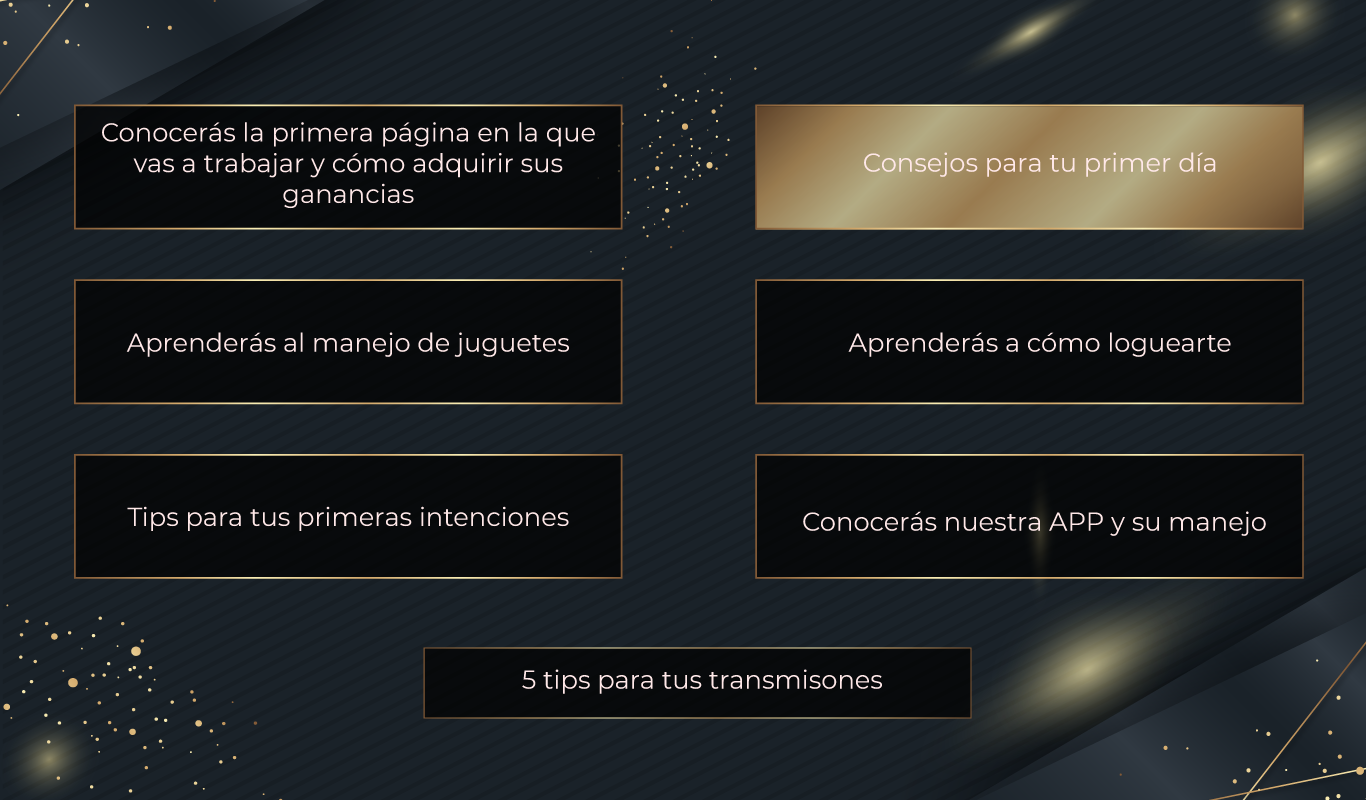 Conocerás la primera página en la que
vas a trabajar y cómo adquirir sus
ganancias
Consejos para tu primer día
Aprenderás al manejo de juguetes
Aprenderás a cómo loguearte
Tips para tus primeras intenciones
Conocerás nuestra APP y su manejo
5 tips para tus transmisones